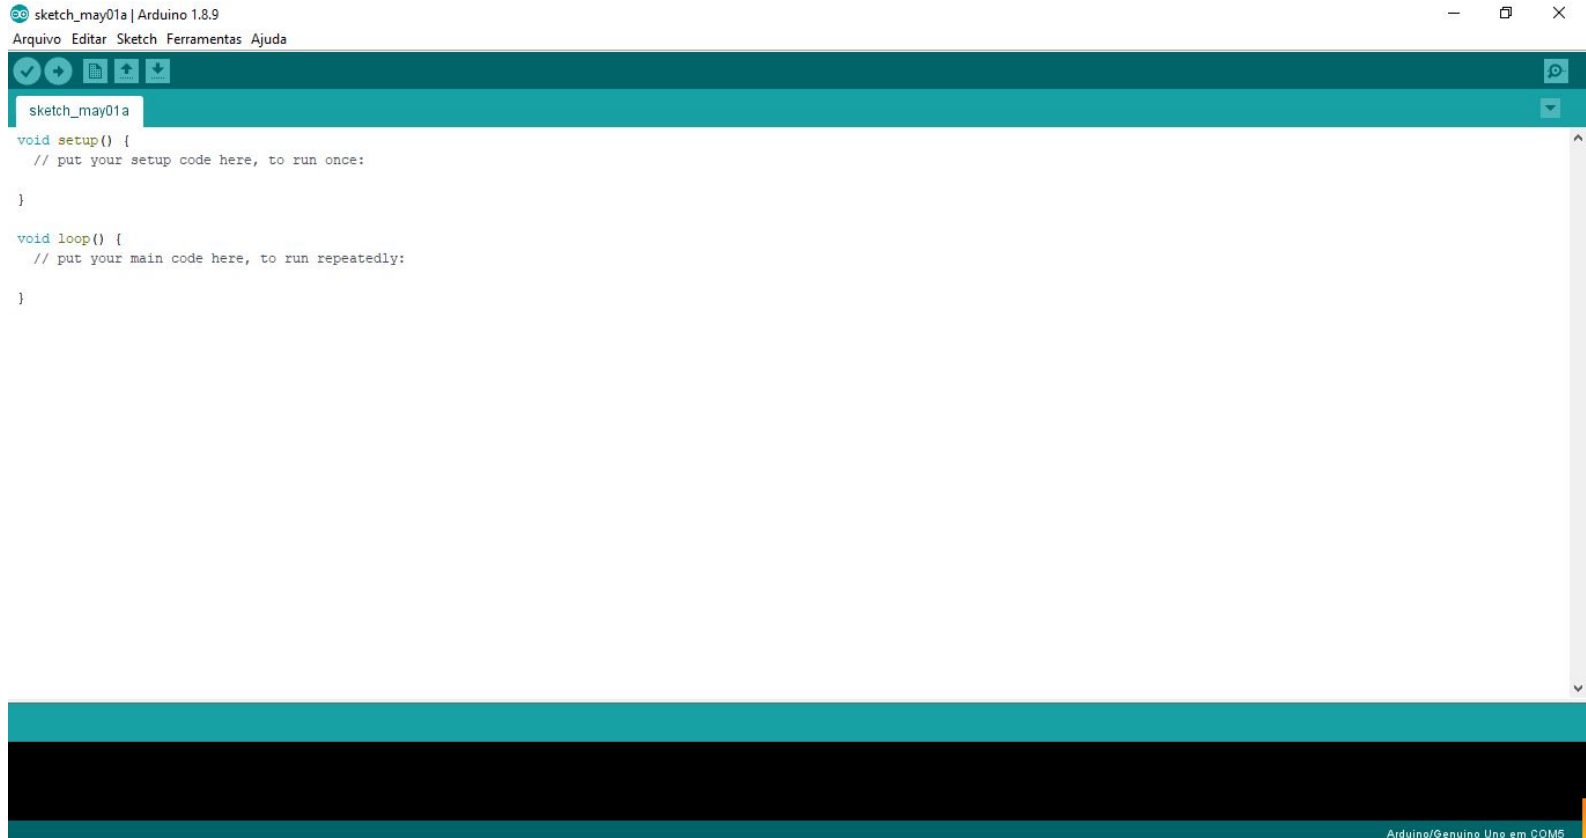 sketch_may01a | Arduino 1.8.9
Arquivo Editar Sketch Ferramentas Ajuda
sketch_may01a
void setup() {
  // put your setup code here, to run once:
}
void loop() {
  // put your main code here, to run repeatedly:
}
Arduino/Genuino Uno em COM5